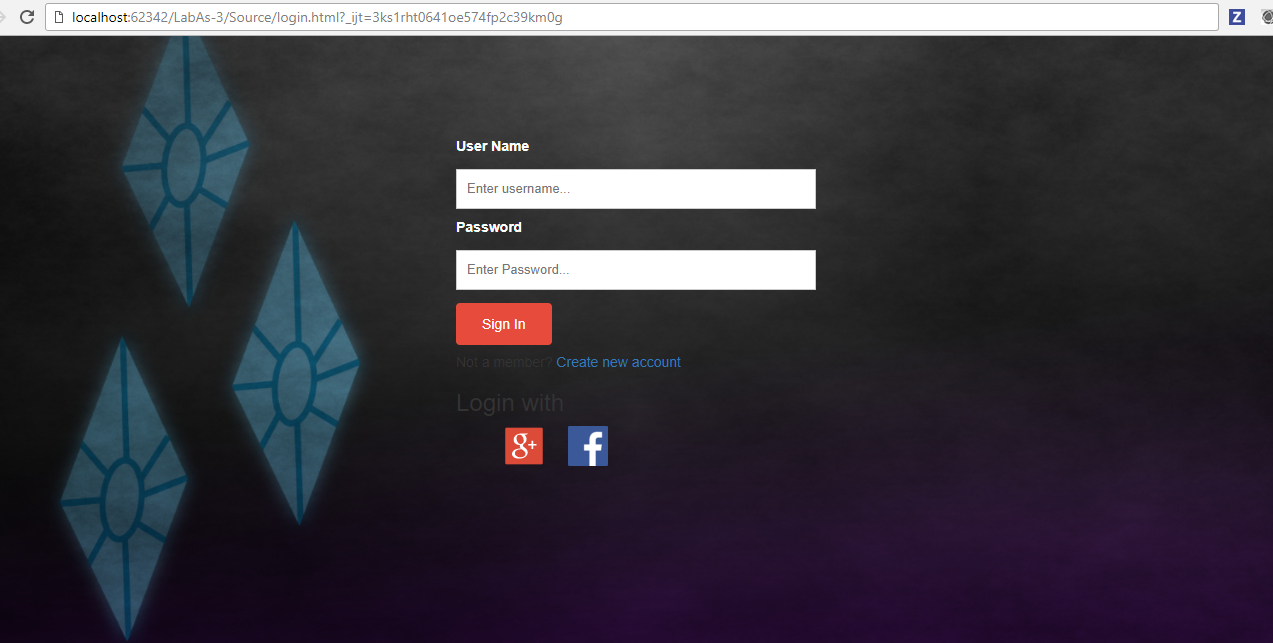 localhost:62342/LabAs-3/Source/login.html?_ijt=3ks1rht0641oe574fp2c39km0g
Z
User Name
Enter username...
Password
Enter Password...
Sign In
Not a member? Create new account
Login with
g+ f